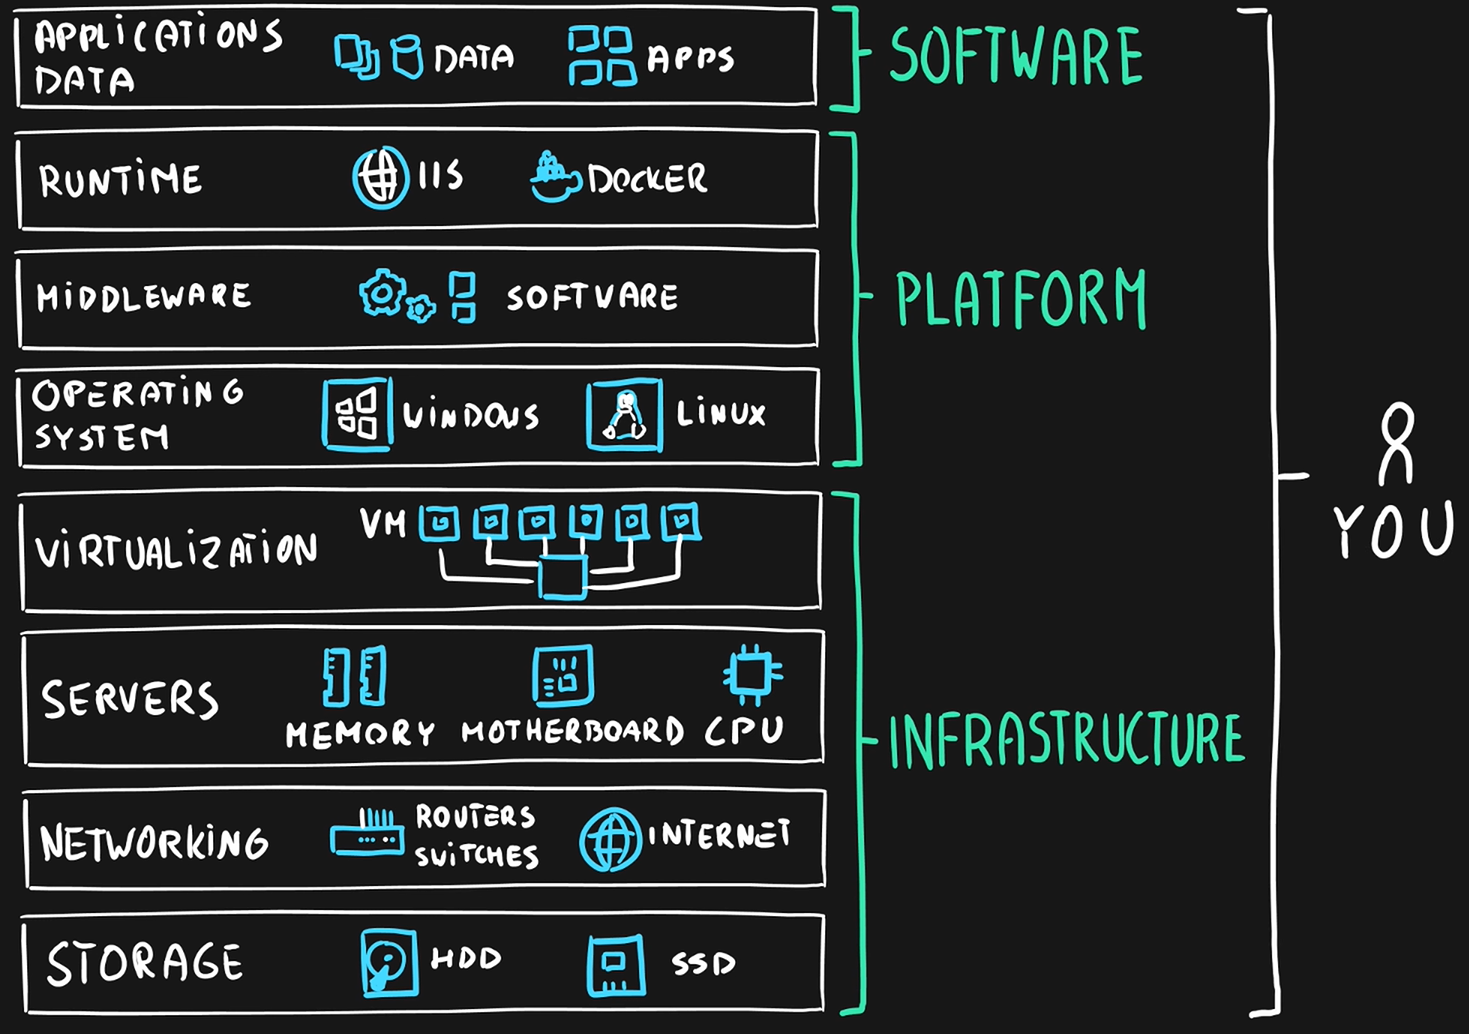 APPLICATIONS
DATA
DATA
APPS
SOFTWARE
RUNTIME
IIS
DOCKER
MIDDLEWARE
SOFTWARE
PLATFORM
OPERATING
SYSTEM
WINDOWS
LINUX
YOU
VIRTUALIZATION
VM
SERVERS
MEMORY
MOTHERBOARD
CPU
INFRASTRUCTURE
NETWORKING
ROUTERS
SWITCHES
INTERNET
STORAGE
HDD
SSD